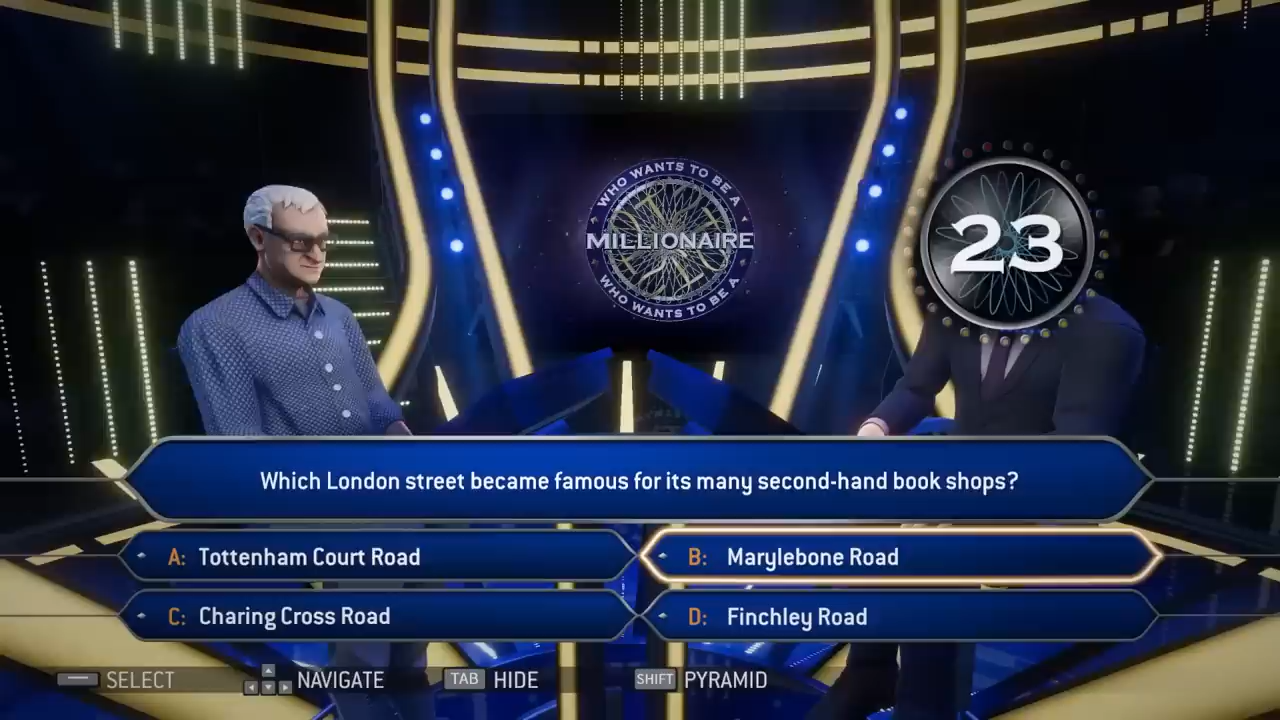 WHO WANTS TO BE A
MILLIONAIRE
WHO WANTS TO BE A
23
Which London street became famous for its many second-hand book shops?
A: Tottenham Court Road
B: Marylebone Road
C: Charing Cross Road
D: Finchley Road
SELECT NAVIGATE TAB HIDE SHIFT PYRAMID